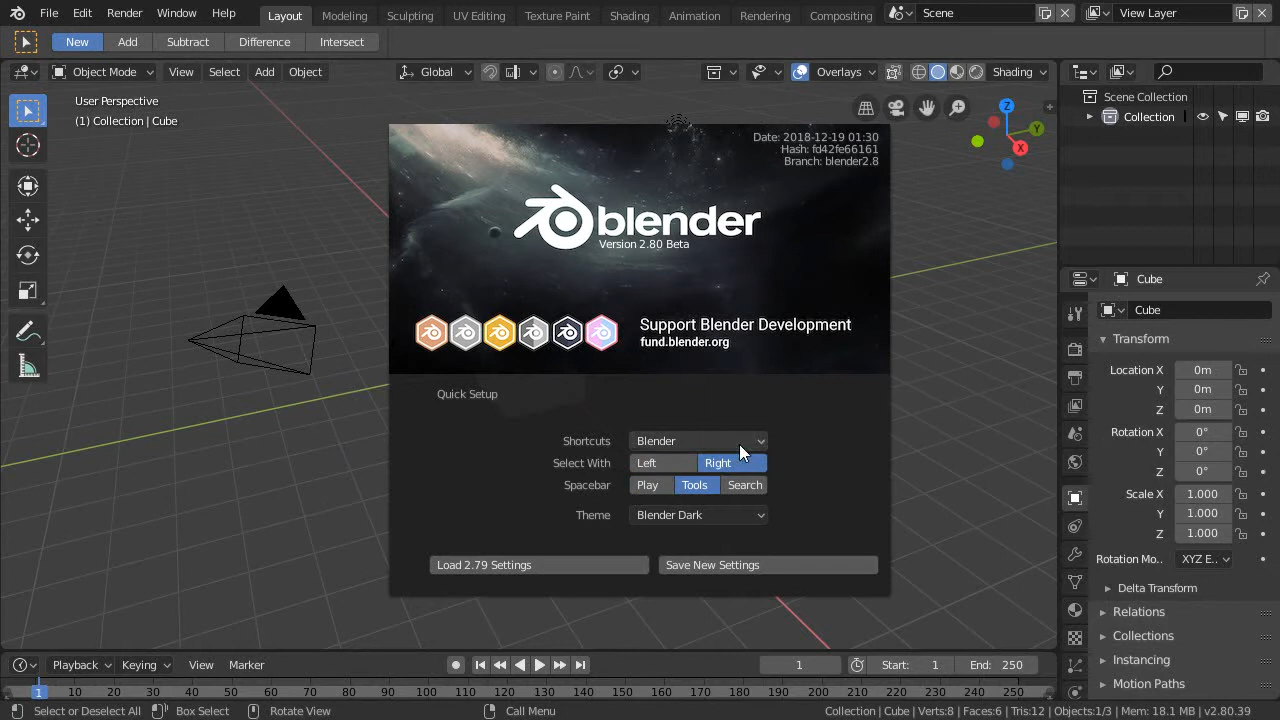 File Edit Render Window Help Layout Modeling Sculpting UV Editing Texture Paint Shading Animation Rendering Compositing Scene View Layer
New Add Subtract Difference Intersect
Object Mode View Select Add Object Global Overlays Shading
User Perspective
(1) Collection | Cube
Z
Y
X
Scene Collection
Collection
Date: 2018-12-19 01:30
Hash: fd42fe66161
Branch: blender2.8
blender
Version 2.80 Beta
Support Blender Development
fund.blender.org
Quick Setup
Shortcuts Blender
Select With Left Right
Spacebar Play Tools Search
Theme Blender Dark
Load 2.79 Settings Save New Settings
Cube
Cube
Transform
Location X 0m
Y 0m
Z 0m
Rotation X 0°
Y 0°
Z 0°
Scale X 1.000
Y 1.000
Z 1.000
Rotation Mo.. XYZ E..
Delta Transform
Relations
Collections
Instancing
Motion Paths
Playback Keying View Marker 1 Start: 1 End: 250
1 10 20 30 40 50 60 70 80 90 100 110 120 130 140 150 160 170 180 190 200 210 220 230 240 250
Select or Deselect All Box Select Rotate View Call Menu Collection | Cube | Verts:8 | Faces:6 | Tris:12 | Objects:1/3 | Mem: 18.1 MB | v2.80.39